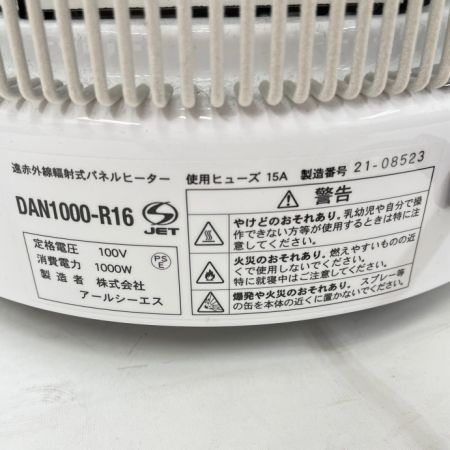 遠赤外線輻射式パネルヒーター 使用ヒューズ 15A 製造番号 21-08523
DAN1000-R16 S JET
定格電圧 100V
消費電力 1000W
製造者 株式会社
アールシーエス
PS
E
警告
やけどのおそれあり。乳幼児や自分で操
作できない方等が使用するときは特に注
意してください。
火災のおそれあり。燃えやすいものの近
くで使用しないでください。
特に就寝中はご注意ください。
爆発や火災のおそれあり。スプレー等
の缶を本体の近くに置かないでください。